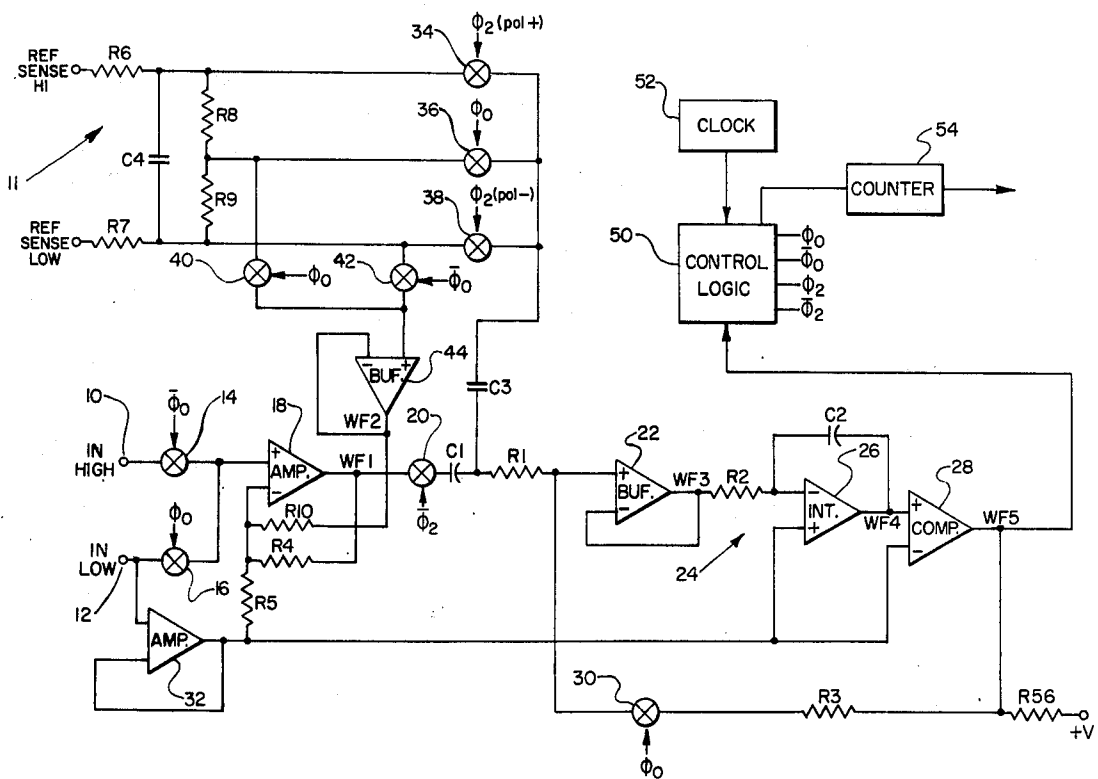 ϕ2 (pol+)
REF
SENSE
HI
R6
34
52
CLOCK
54
R8
ϕ0
36
COUNTER
11
C4
R9
ϕ2 (pol-)
38
50
CONTROL
LOGIC
ϕ0
ϕ̄0
ϕ2
ϕ̄2
REF
SENSE
LOW
R7
40
ϕ0
42
ϕ̄0
- +
BUF.
44
C3
10
ϕ̄0
14
18
WF2
20
IN
HIGH
+
AMP.
-
WF1
C1
R1
22
+
BUF.
-
WF3
R2
C2
26
-
INT.
+
WF4
28
+
COMP.
-
WF5
ϕ0
R10
ϕ̄2
IN
LOW
R4
24
12
16
R5
AMP.
32
30
R3
R56
+V
ϕ0